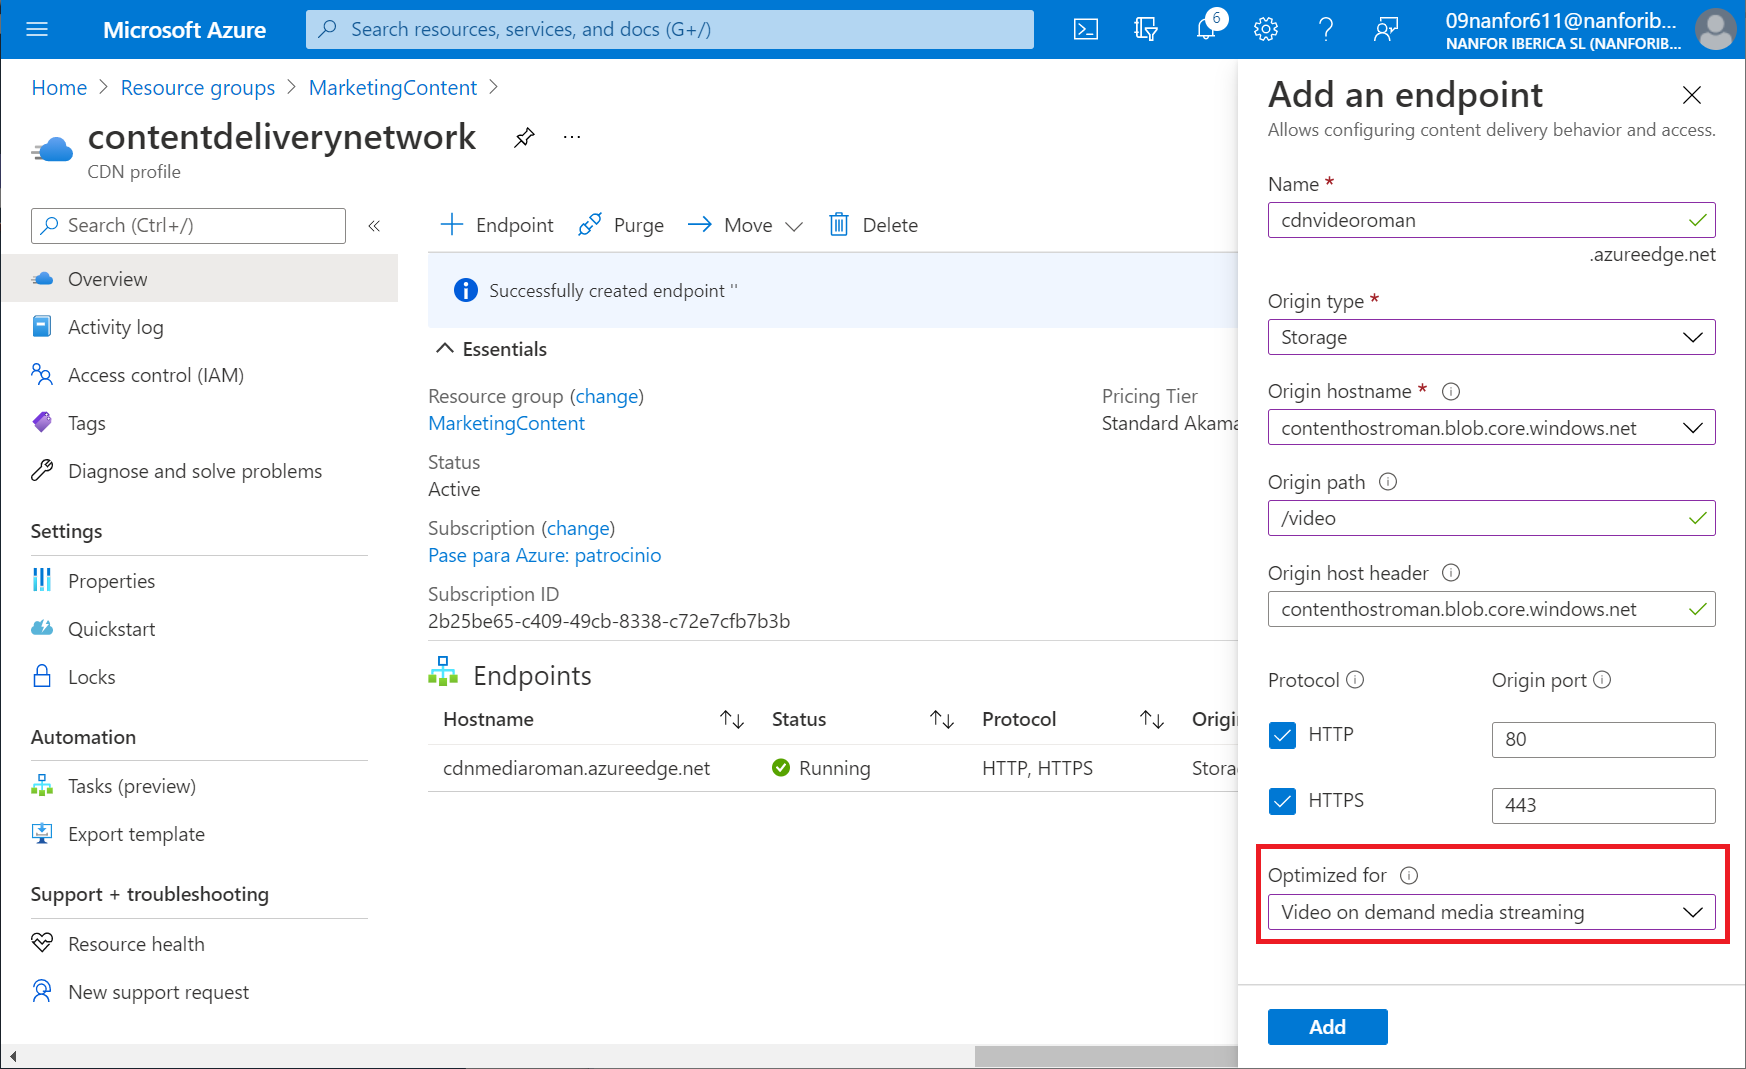 Microsoft Azure
Search resources, services, and docs (G+/)
6
09nanfor611@nanforib...
NANFOR IBERICA SL (NANFORIB...
Home > Resource groups > MarketingContent >
contentdeliverynetwork
CDN profile
Search (Ctrl+/)
Overview
Activity log
Access control (IAM)
Tags
Diagnose and solve problems
Settings
Properties
Quickstart
Locks
Automation
Tasks (preview)
Export template
Support + troubleshooting
Resource health
New support request
Endpoint
Purge
Move
Delete
Successfully created endpoint ''
Essentials
Resource group (change)
MarketingContent
Status
Active
Subscription (change)
Pase para Azure: patrocinio
Subscription ID
2b25be65-c409-49cb-8338-c72e7cfb7b3b
Pricing Tier
Standard Akama
Endpoints
Hostname Status Protocol Origi
cdnmediaroman.azureedge.net Running HTTP, HTTPS Stora
Add an endpoint
Allows configuring content delivery behavior and access.
Name *
cdnvideoroman
.azureedge.net
Origin type *
Storage
Origin hostname *
contenthostroman.blob.core.windows.net
Origin path
/video
Origin host header
contenthostroman.blob.core.windows.net
Protocol Origin port
HTTP 80
HTTPS 443
Optimized for
Video on demand media streaming
Add